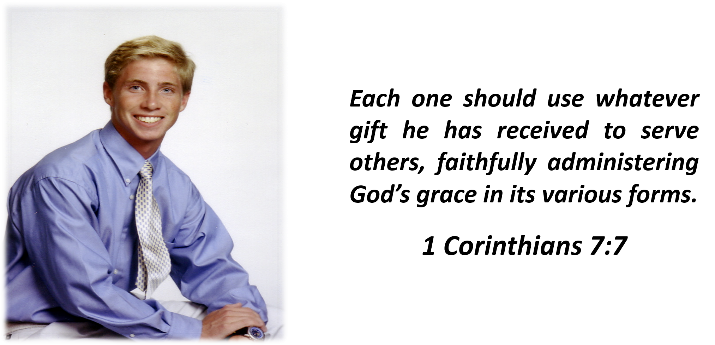 Each one should use whatever
gift he has received to serve
others, faithfully administering
God's grace in its various forms.
1 Corinthians 7:7